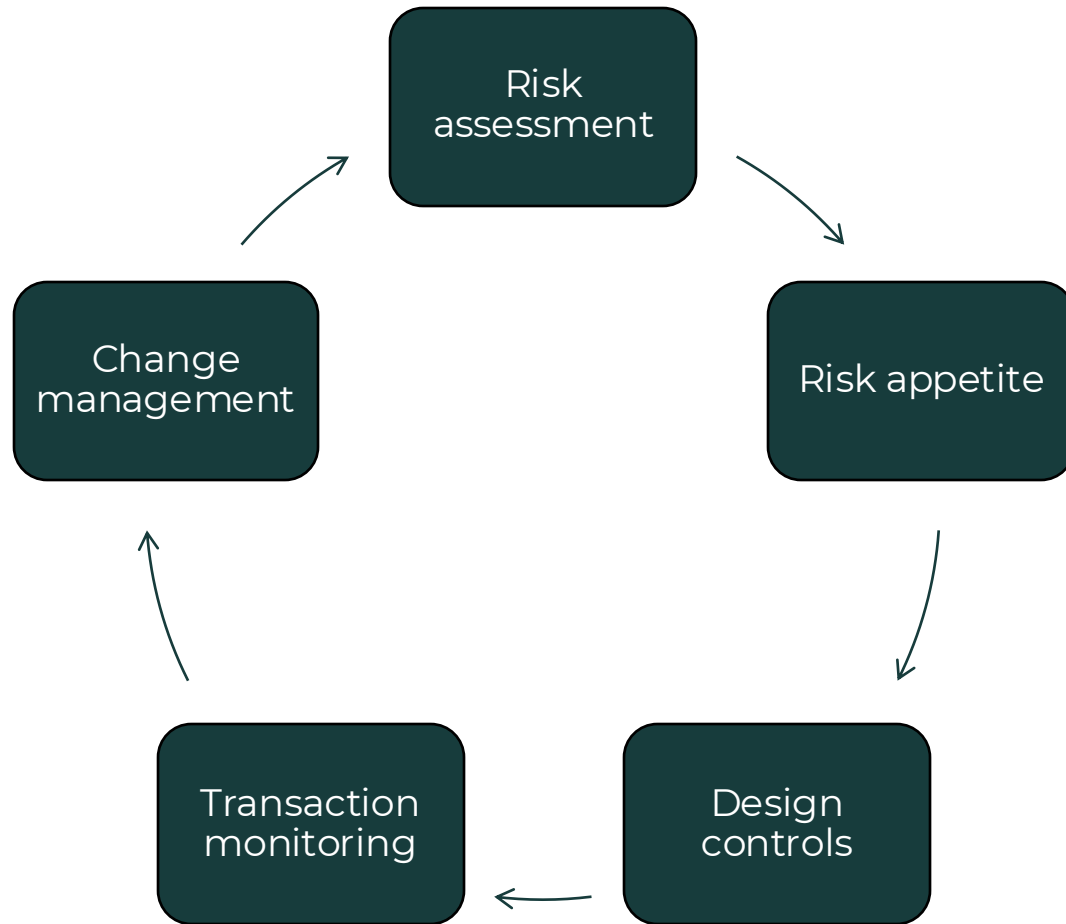 Risk
assessment
Risk appetite
Design
controls
Transaction
monitoring
Change
management